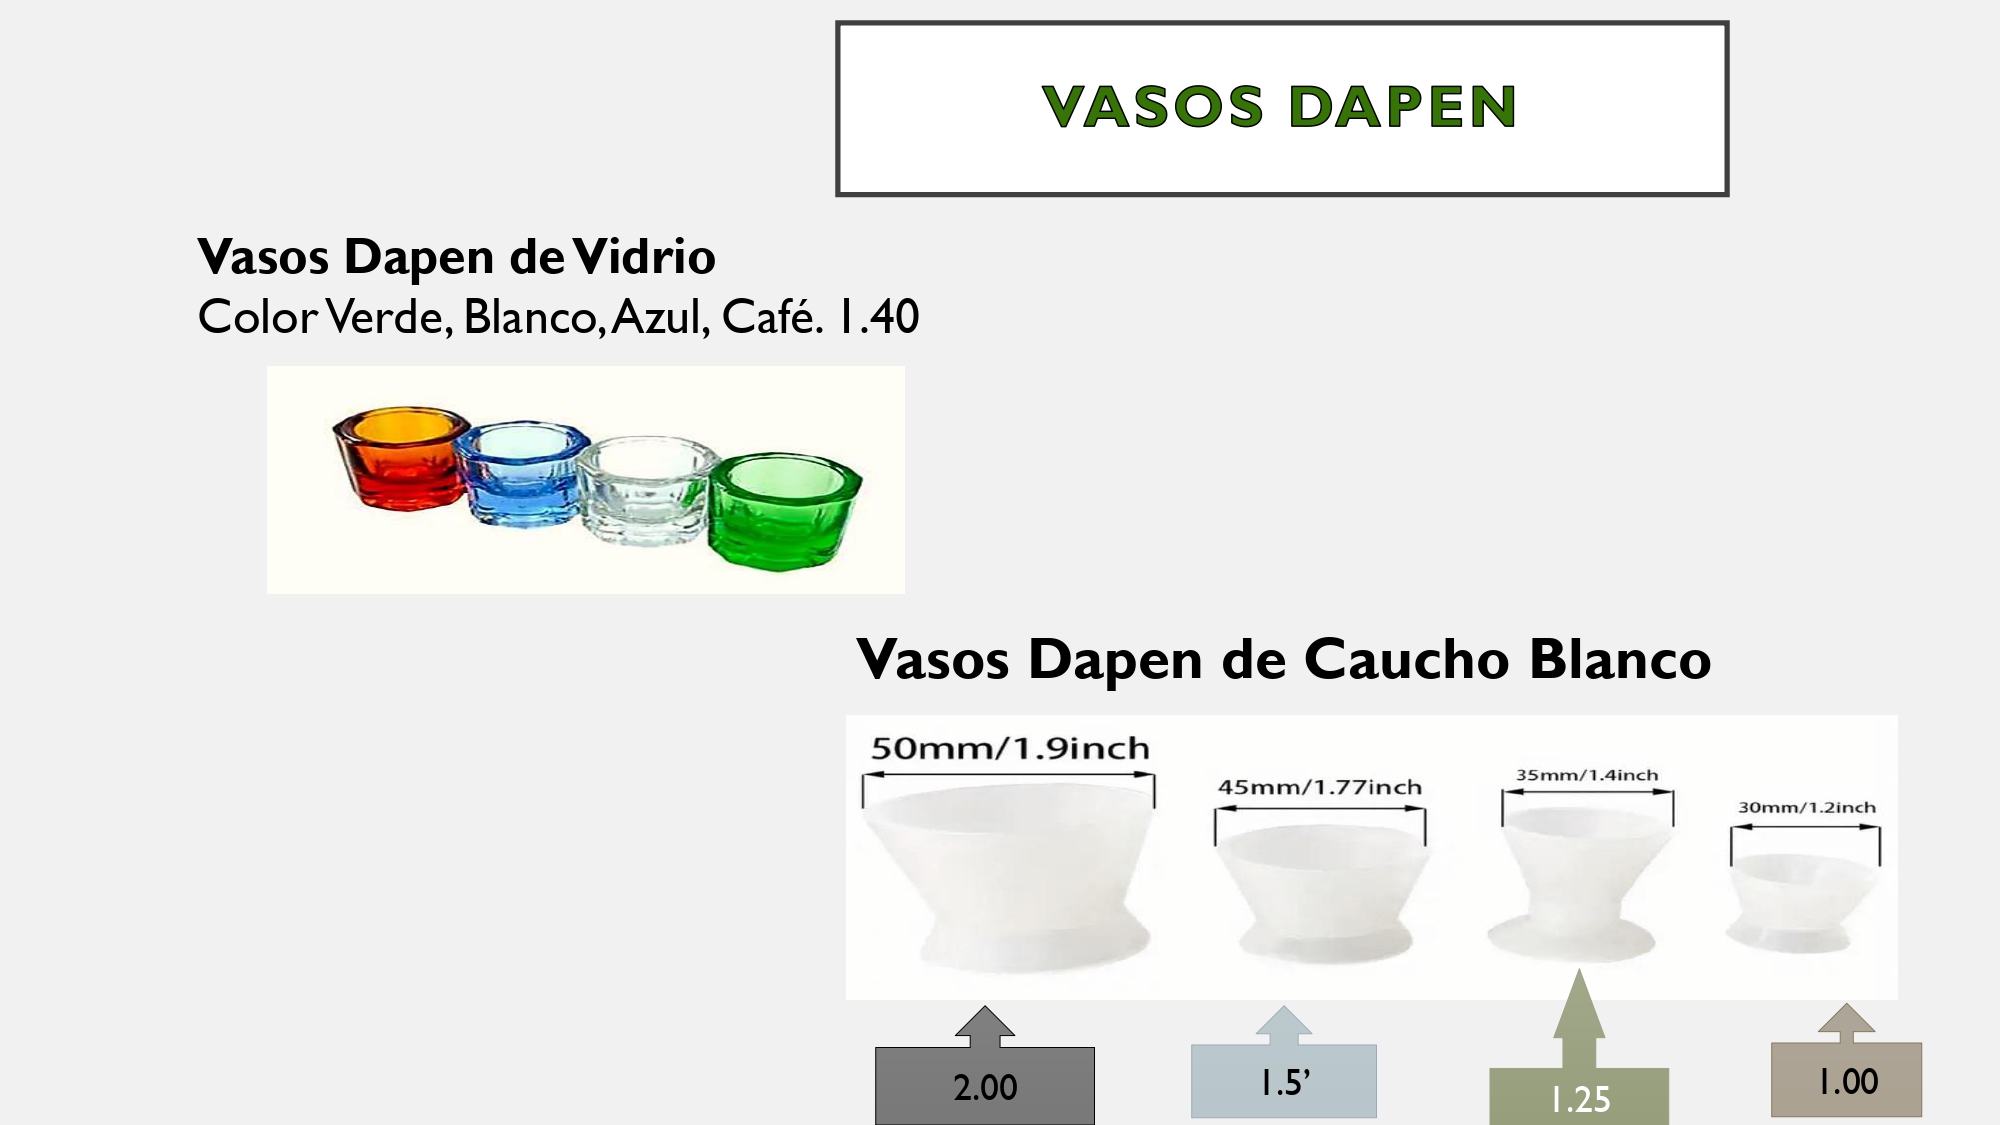 VASOS DAPEN
Vasos Dapen de Vidrio
Color Verde, Blanco, Azul, Café. 1.40
Vasos Dapen de Caucho Blanco
50mm/1.9inch
45mm/1.77inch
35mm/1.4inch
30mm/1.2inch
2.00
1.5’
1.25
1.00